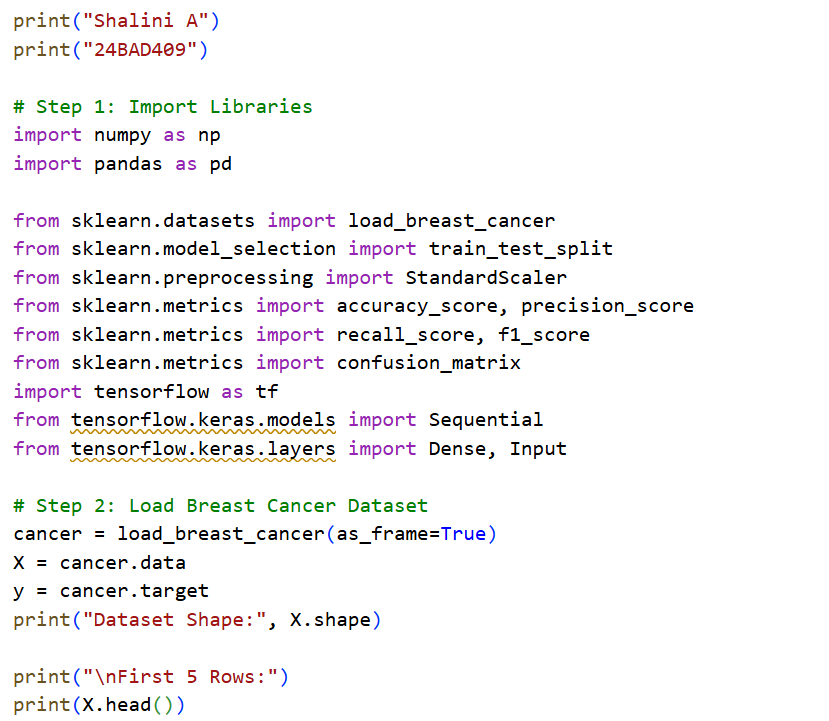 print("Shalini A")
print("24BAD409")
# Step 1: Import Libraries
import numpy as np
import pandas as pd
from sklearn.datasets import load_breast_cancer
from sklearn.model_selection import train_test_split
from sklearn.preprocessing import StandardScaler
from sklearn.metrics import accuracy_score, precision_score
from sklearn.metrics import recall_score, f1_score
from sklearn.metrics import confusion_matrix
import tensorflow as tf
from tensorflow.keras.models import Sequential
from tensorflow.keras.layers import Dense, Input
# Step 2: Load Breast Cancer Dataset
cancer = load_breast_cancer(as_frame=True)
X = cancer.data
y = cancer.target
print("Dataset Shape:", X.shape)
print("\nFirst 5 Rows:")
print(X.head())